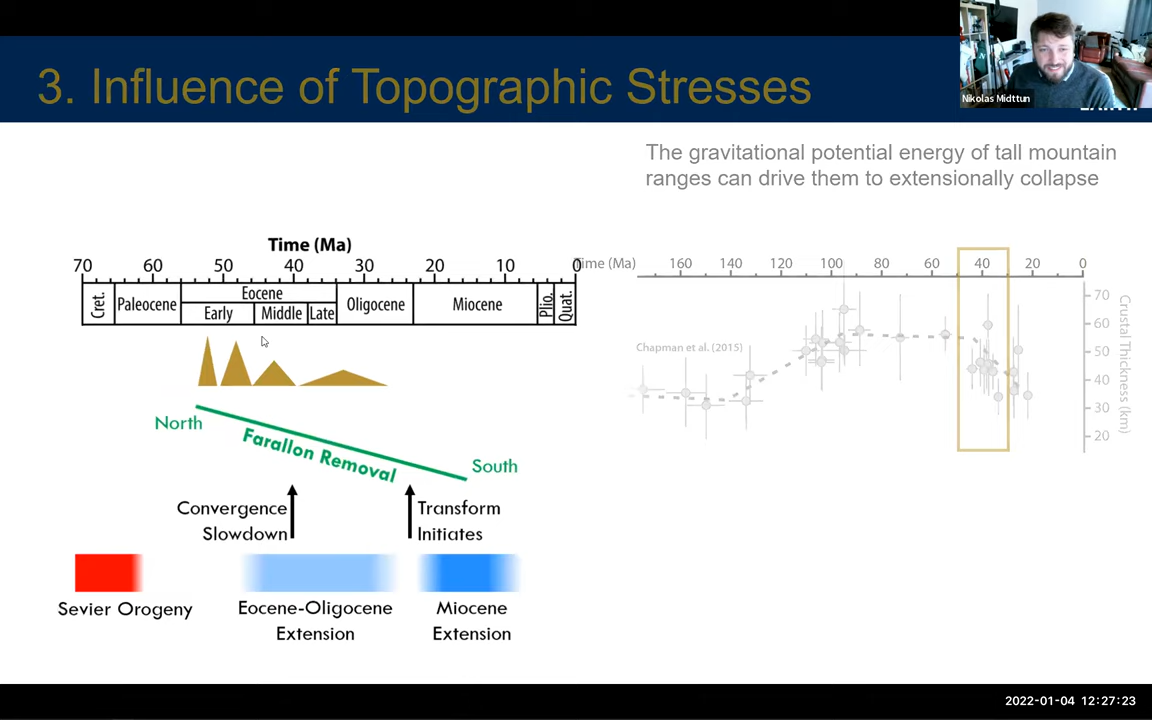 3. Influence of Topographic Stresses
Nikolas Midttun
The gravitational potential energy of tall mountain
ranges can drive them to extensionally collapse
Time (Ma)
70 60 50 40 30 20 10 0
Cret. Paleocene Eocene Oligocene Miocene Plio. Quat.
Early Middle Late
North
Farallon Removal
South
Convergence
Slowdown
Transform
Initiates
Sevier Orogeny
Eocene-Oligocene
Extension
Miocene
Extension
Time (Ma) 160 140 120 100 80 60 40 20 0
Chapman et al. (2015)
70
60
50
40
30
20
Crustal Thickness (km)
2022-01-04 12:27:23